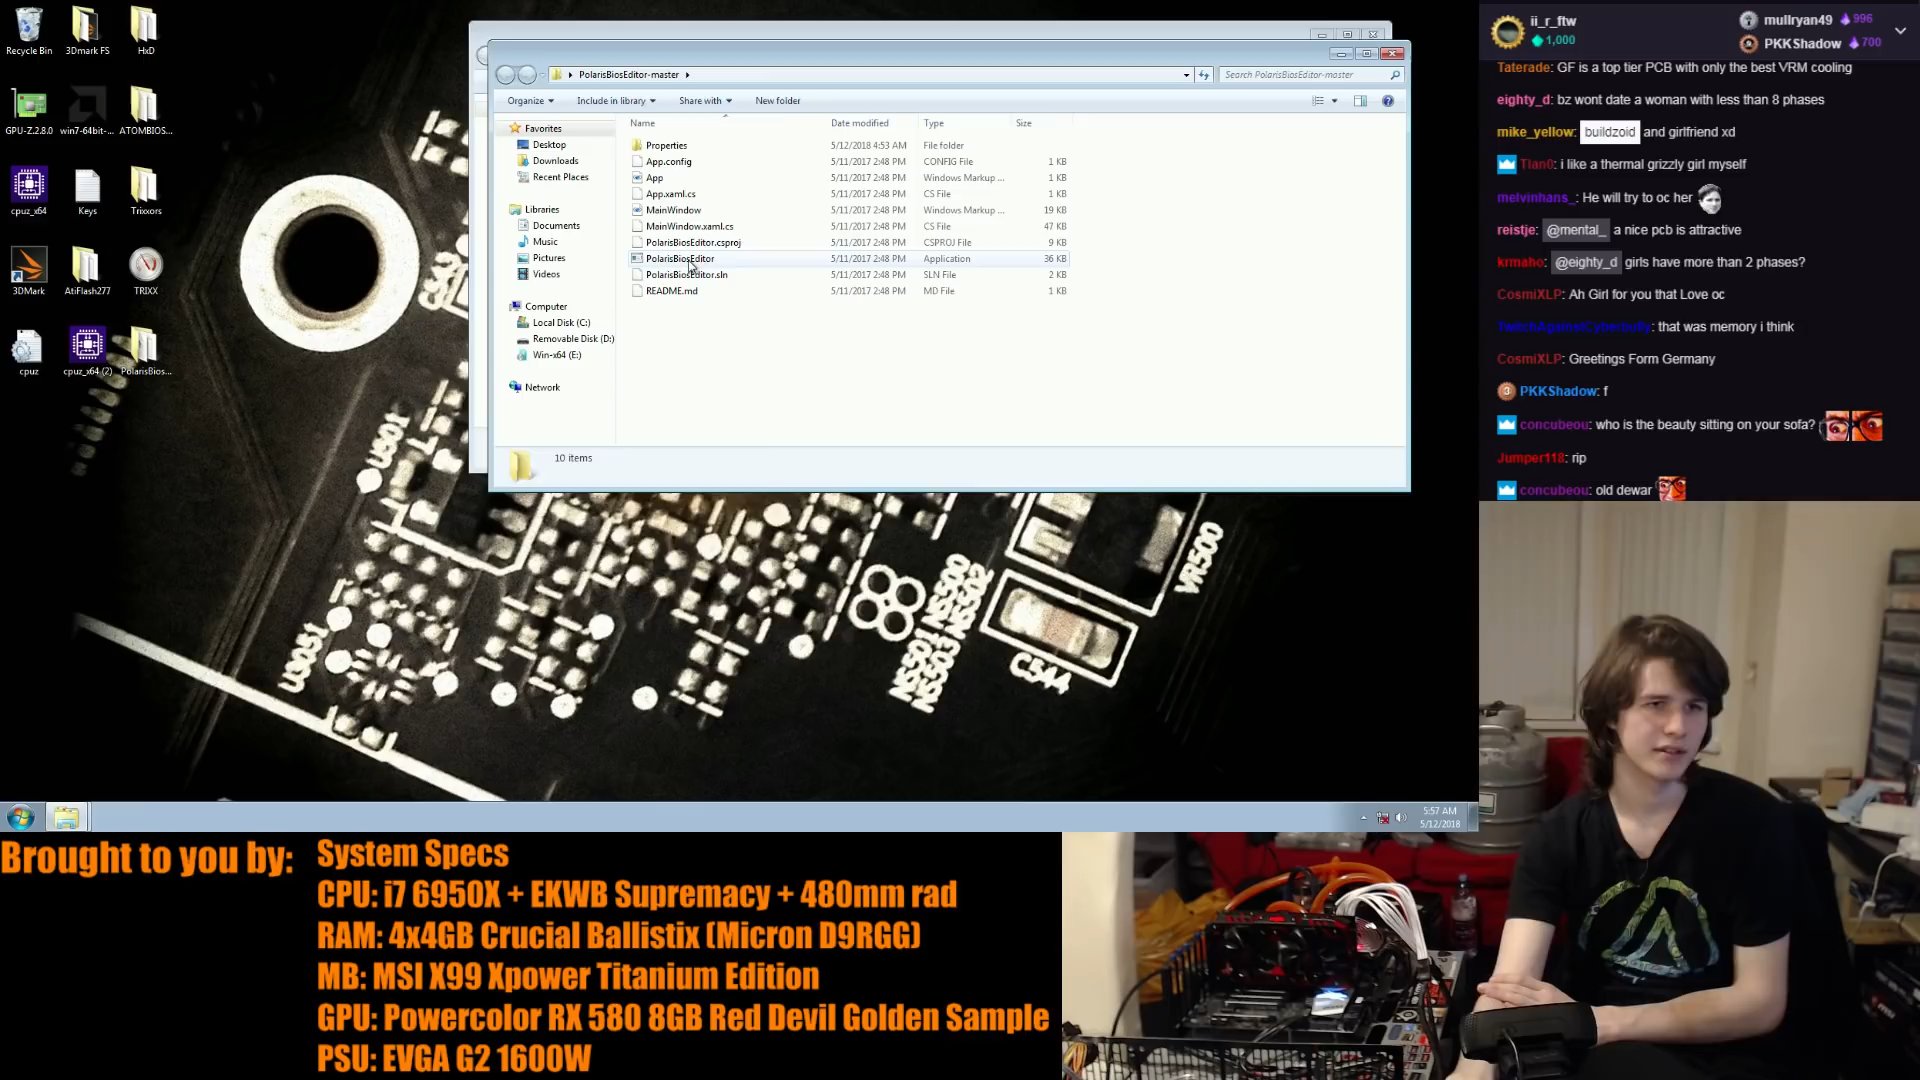 Recycle Bin
3Dmark FS
HxD
GPU-Z.2.8.0
win7-64bit-...
ATOMBIOS...
cpuz_x64
Keys
Trixxors
3DMark
AtiFlash277
TRIXX
cpuz
cpuz_x64 (2)
PolarisBios...
PolarisBiosEditor-master
Search PolarisBiosEditor-master
Organize
Include in library
Share with
New folder
Name Date modified Type Size
Favorites
Desktop
Downloads
Recent Places
Libraries
Documents
Music
Pictures
Videos
Computer
Local Disk (C:)
Removable Disk (D:)
Win-x64 (E:)
Network
Properties 5/12/2018 4:53 AM File folder
App.config 5/11/2017 2:48 PM CONFIG File 1 KB
App 5/11/2017 2:48 PM Windows Markup ... 1 KB
App.xaml.cs 5/11/2017 2:48 PM CS File 1 KB
MainWindow 5/11/2017 2:48 PM Windows Markup ... 19 KB
MainWindow.xaml.cs 5/11/2017 2:48 PM CS File 47 KB
PolarisBiosEditor.csproj 5/11/2017 2:48 PM CSPROJ File 9 KB
PolarisBiosEditor 5/11/2017 2:48 PM Application 36 KB
PolarisBiosEditor.sln 5/11/2017 2:48 PM SLN File 2 KB
README.md 5/11/2017 2:48 PM MD File 1 KB
10 items
U501
U3051
NS500
NS502
NS501
NS503
C544
VR500
5:57 AM
5/12/2018
ii_r_ftw
1,000
mullryan49 996
PKKShadow 700
Taterade: GF is a top tier PCB with only the best VRM cooling
eighty_d: bz wont date a woman with less than 8 phases
mike_yellow: buildzoid and girlfriend xd
Tlan0: i like a thermal grizzly girl myself
melvinhans_: He will try to oc her
reistje: @mental_ a nice pcb is attractive
krmaho: @eighty_d girls have more than 2 phases?
CosmiXLP: Ah Girl for you that Love oc
TwitchAgainstCyberbully: that was memory i think
CosmiXLP: Greetings Form Germany
3 PKKShadow: f
concubeou: who is the beauty sitting on your sofa?
Jumper118: rip
concubeou: old dewar
Brought to you by:
System Specs
CPU: i7 6950X + EKWB Supremacy + 480mm rad
RAM: 4x4GB Crucial Ballistix (Micron D9RGG)
MB: MSI X99 Xpower Titanium Edition
GPU: Powercolor RX 580 8GB Red Devil Golden Sample
PSU: EVGA G2 1600W